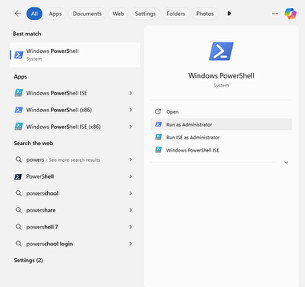 All Apps Documents Web Settings Folders Photos
Best match
Windows PowerShell
System
Apps
Windows PowerShell ISE
Windows PowerShell (x86)
Windows PowerShell ISE (x86)
Search the web
powers - See more search results
PowerShell
powerschool
powershare
powershell 7
powerschool login
Settings (2)
Windows PowerShell
System
Open
Run as Administrator
Run ISE as Administrator
Windows PowerShell ISE